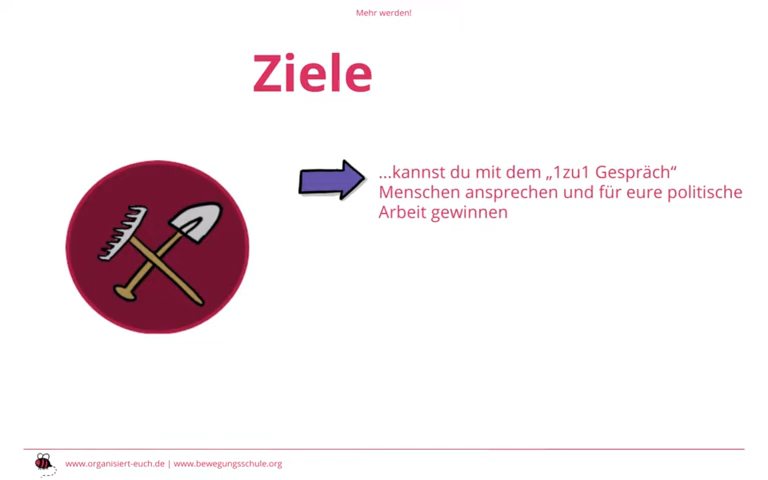 Mehr werden!
Ziele
...kannst du mit dem „1zu1 Gespräch“
Menschen ansprechen und für eure politische
Arbeit gewinnen
www.organisiert-euch.de | www.bewegungsschule.org